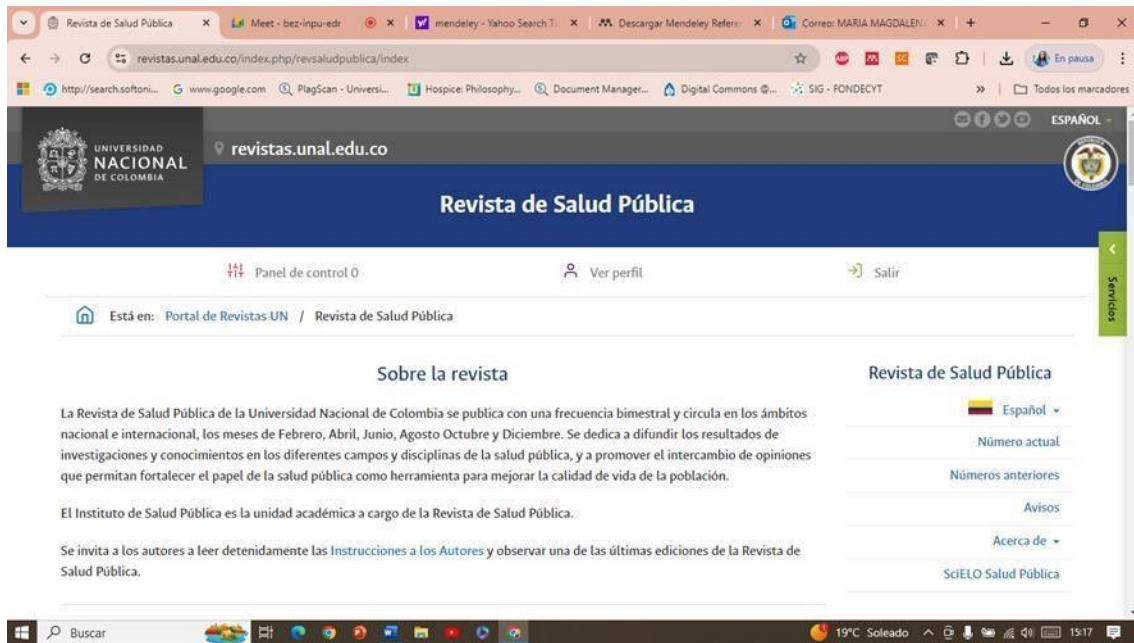 Revista de Salud Pública
Meet - bez-inpu-edr
mendeley - Yahoo Search
Descargar Mendeley Refere
Correo: MARIA MAGDALEN
revistas.unal.edu.co/index.php/revsaludpublica/index
En pausa
http://search.softoni...
www.google.com
PlagScan - Universi...
Hospice: Philosophy...
Document Manager...
Digital Commons @...
SIG - FONDECYT
Todos los marcadores
ESPAÑOL
UNIVERSIDAD
NACIONAL
DE COLOMBIA
revistas.unal.edu.co
Revista de Salud Pública
Panel de control 0
Ver perfil
Salir
Servicios
Está en: Portal de Revistas UN / Revista de Salud Pública
Sobre la revista
La Revista de Salud Pública de la Universidad Nacional de Colombia se publica con una frecuencia bimestral y circula en los ámbitos
nacional e internacional, los meses de Febrero, Abril, Junio, Agosto Octubre y Diciembre. Se dedica a difundir los resultados de
investigaciones y conocimientos en los diferentes campos y disciplinas de la salud pública, y a promover el intercambio de opiniones
que permitan fortalecer el papel de la salud pública como herramienta para mejorar la calidad de vida de la población.
El Instituto de Salud Pública es la unidad académica a cargo de la Revista de Salud Pública.
Se invita a los autores a leer detenidamente las Instrucciones a los Autores y observar una de las últimas ediciones de la Revista de
Salud Pública.
Revista de Salud Pública
Español
Número actual
Números anteriores
Avisos
Acerca de
SciELO Salud Pública
Buscar
19°C Soleado
15:17